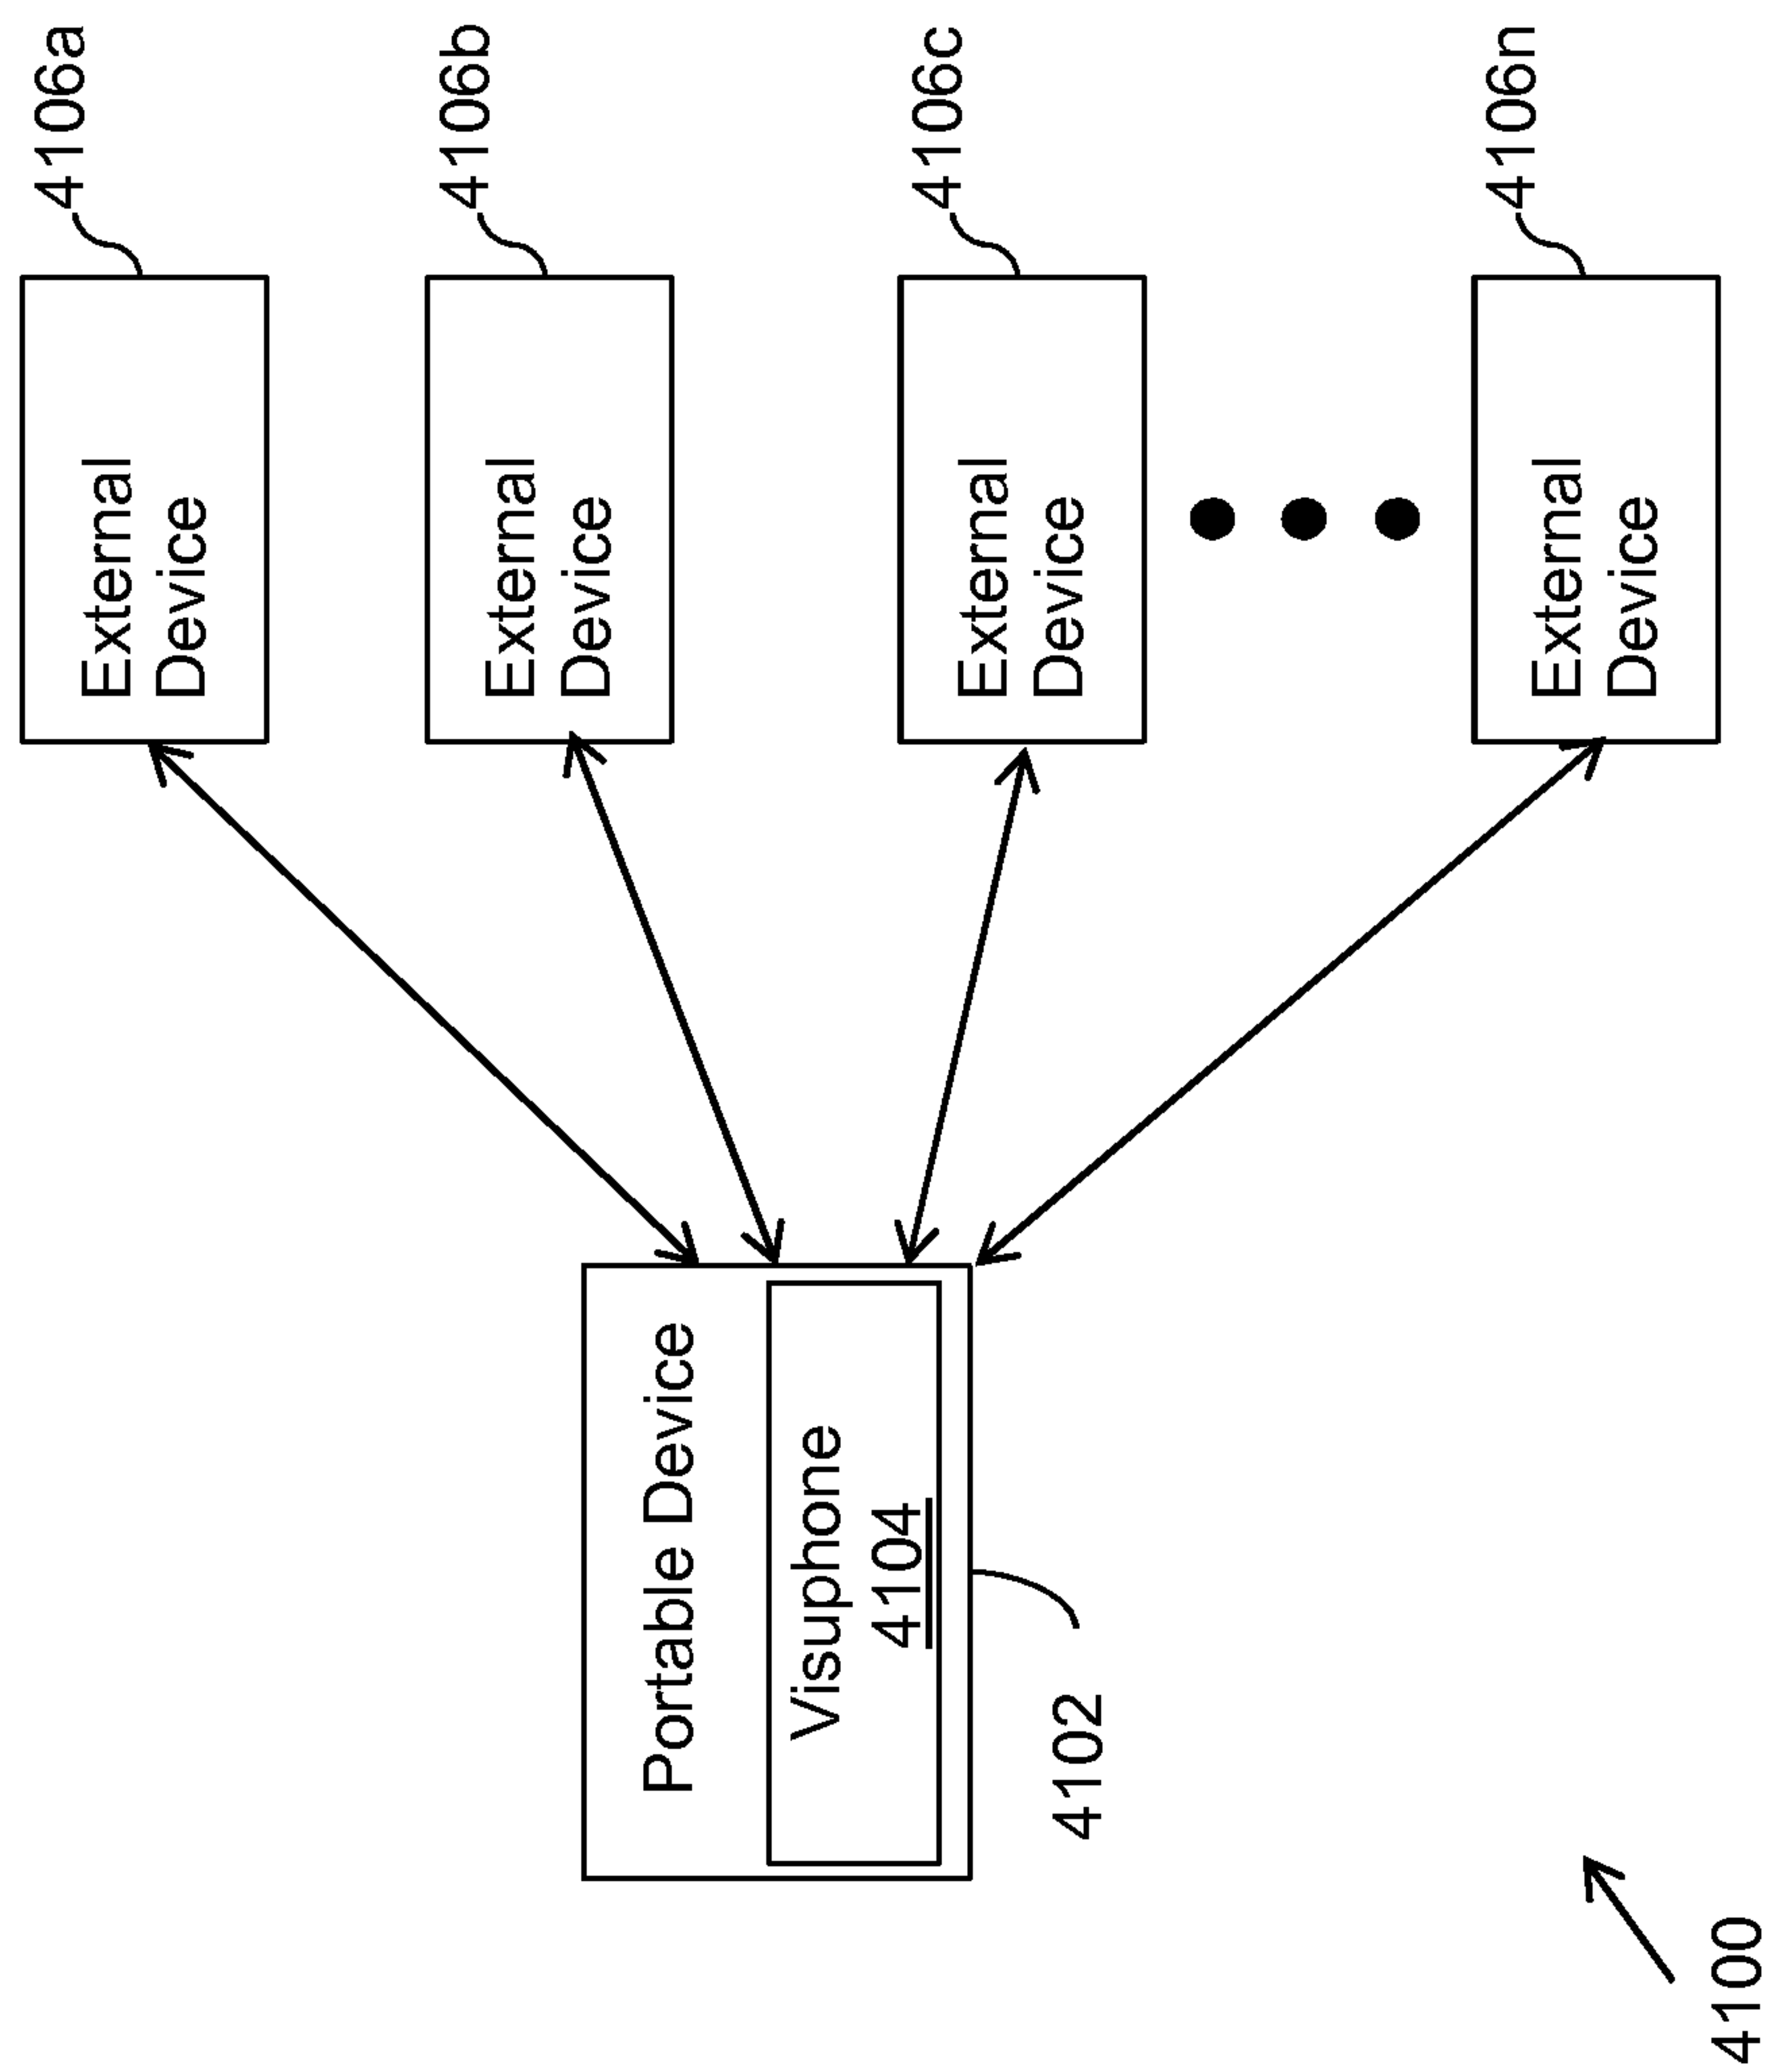 4106a
External
Device
4106b
External
Device
4106c
External
Device
4106n
External
Device
Portable Device
Visuphone
4104
4102
4100